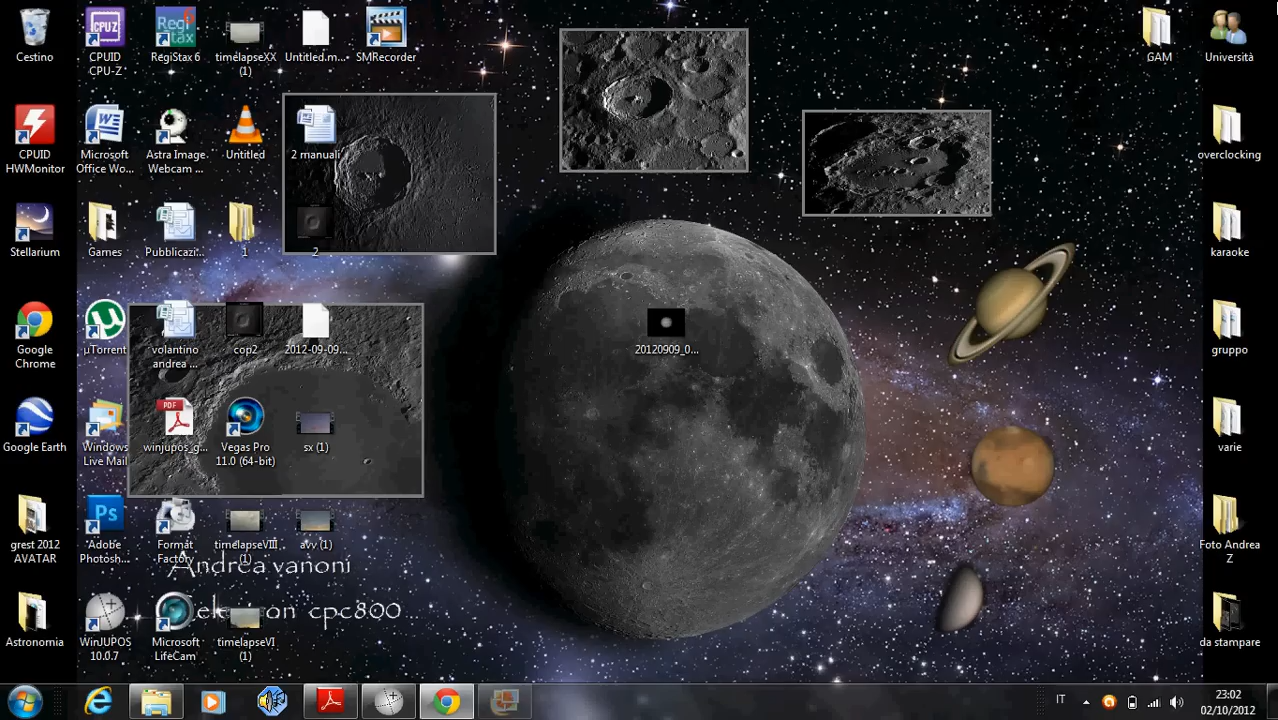 Cestino
CPUID
CPU-Z
RegiStax 6
timelapseXX
(1)
Untitled.m...
SMRecorder
GAM
Università
CPUID
HWMonitor
Microsoft
Office Wo...
Astra Image
Webcam ...
Untitled
2 manuali
overclocking
Stellarium
Games
Pubblicazi...
1
2
karaoke
Google
Chrome
µTorrent
volantino
andrea ...
cop2
2012-09-09...
20120909_0...
gruppo
Google Earth
Windows
Live Mail
PDF
winjupos_g...
Vegas Pro
11.0 (64-bit)
sx (1)
varie
grest 2012
AVATAR
Ps
Adobe
Photosh...
Format
Factory
timelapseVIII
(1)
avv (1)
Foto Andrea
Z
Andrea vanoni
cpc800
Astronomia
WinJUPOS
10.0.7
Microsoft
LifeCam
timelapseVI
(1)
da stampare
IT
23:02
02/10/2012